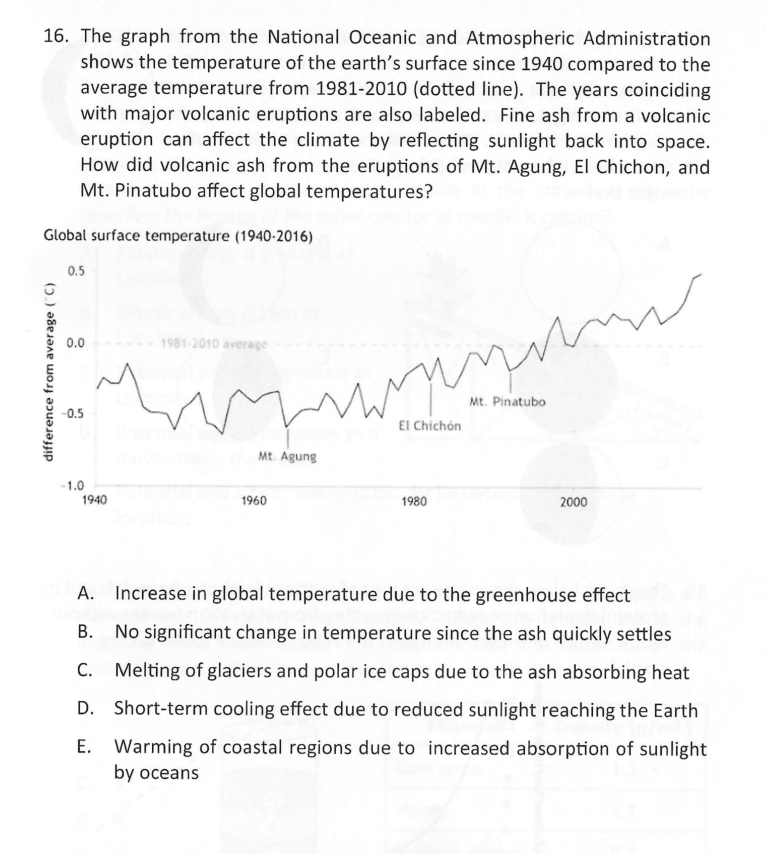 16. The graph from the National Oceanic and Atmospheric Administration
shows the temperature of the earth's surface since 1940 compared to the
average temperature from 1981-2010 (dotted line). The years coinciding
with major volcanic eruptions are also labeled. Fine ash from a volcanic
eruption can affect the climate by reflecting sunlight back into space.
How did volcanic ash from the eruptions of Mt. Agung, El Chichon, and
Mt. Pinatubo affect global temperatures?
Global surface temperature (1940-2016)
difference from average (°C)
0.5
0.0
1981-2010 average
-0.5
Mt. Pinatubo
El Chichón
Mt. Agung
-1.0
1940 1960 1980 2000
A. Increase in global temperature due to the greenhouse effect
B. No significant change in temperature since the ash quickly settles
C. Melting of glaciers and polar ice caps due to the ash absorbing heat
D. Short-term cooling effect due to reduced sunlight reaching the Earth
E. Warming of coastal regions due to increased absorption of sunlight
by oceans